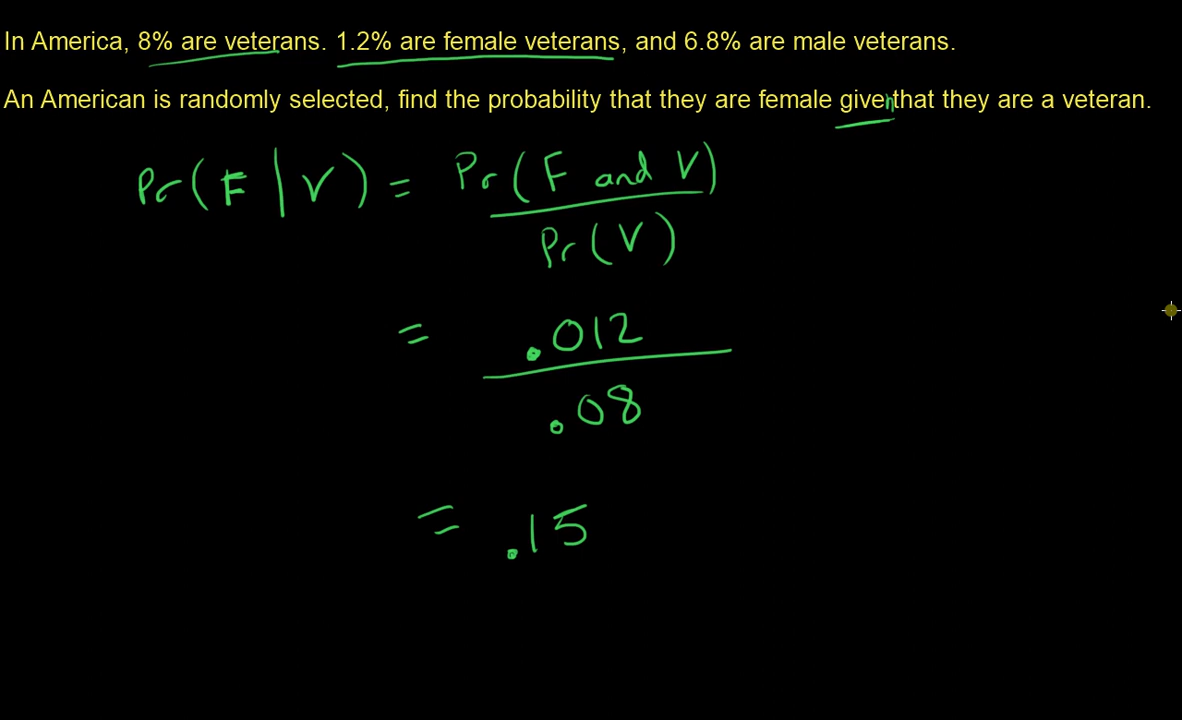 In America, 8% are veterans. 1.2% are female veterans, and 6.8% are male veterans.
An American is randomly selected, find the probability that they are female given that they are a veteran.
Pr(F | V) = Pr(F and V)
Pr(V)
= .012
.08
= .15